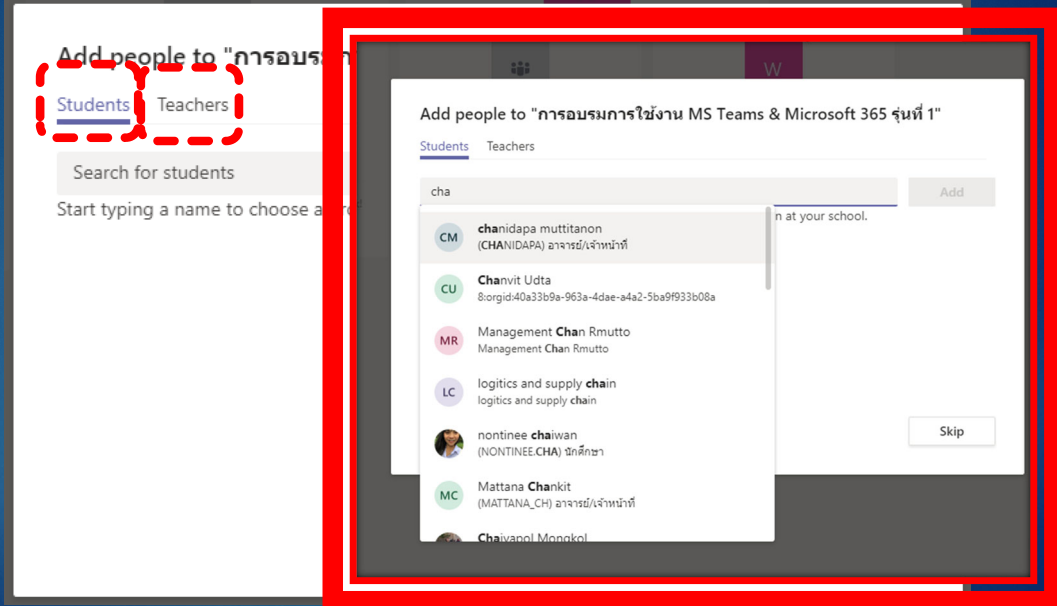 Add people to "การอบรม
Students Teachers
Search for students
Start typing a name to choose a
W
Add people to "การอบรมการใช้งาน MS Teams & Microsoft 365 รุ่นที่ 1"
Students Teachers
cha
Add
n at your school.
CM
chanidapa muttitanon
(CHANIDAPA) อาจารย์/เจ้าหน้าที่
CU
Chanvit Udta
8:orgid:40a33b9a-963a-4dae-a4a2-5ba9f933b08a
MR
Management Chan Rmutto
Management Chan Rmutto
LC
logitics and supply chain
logitics and supply chain
nontinee chaiwan
(NONTINEE.CHA) นักศึกษา
MC
Mattana Chankit
(MATTANA_CH) อาจารย์/เจ้าหน้าที่
Chaiyapol Mongkol
Skip